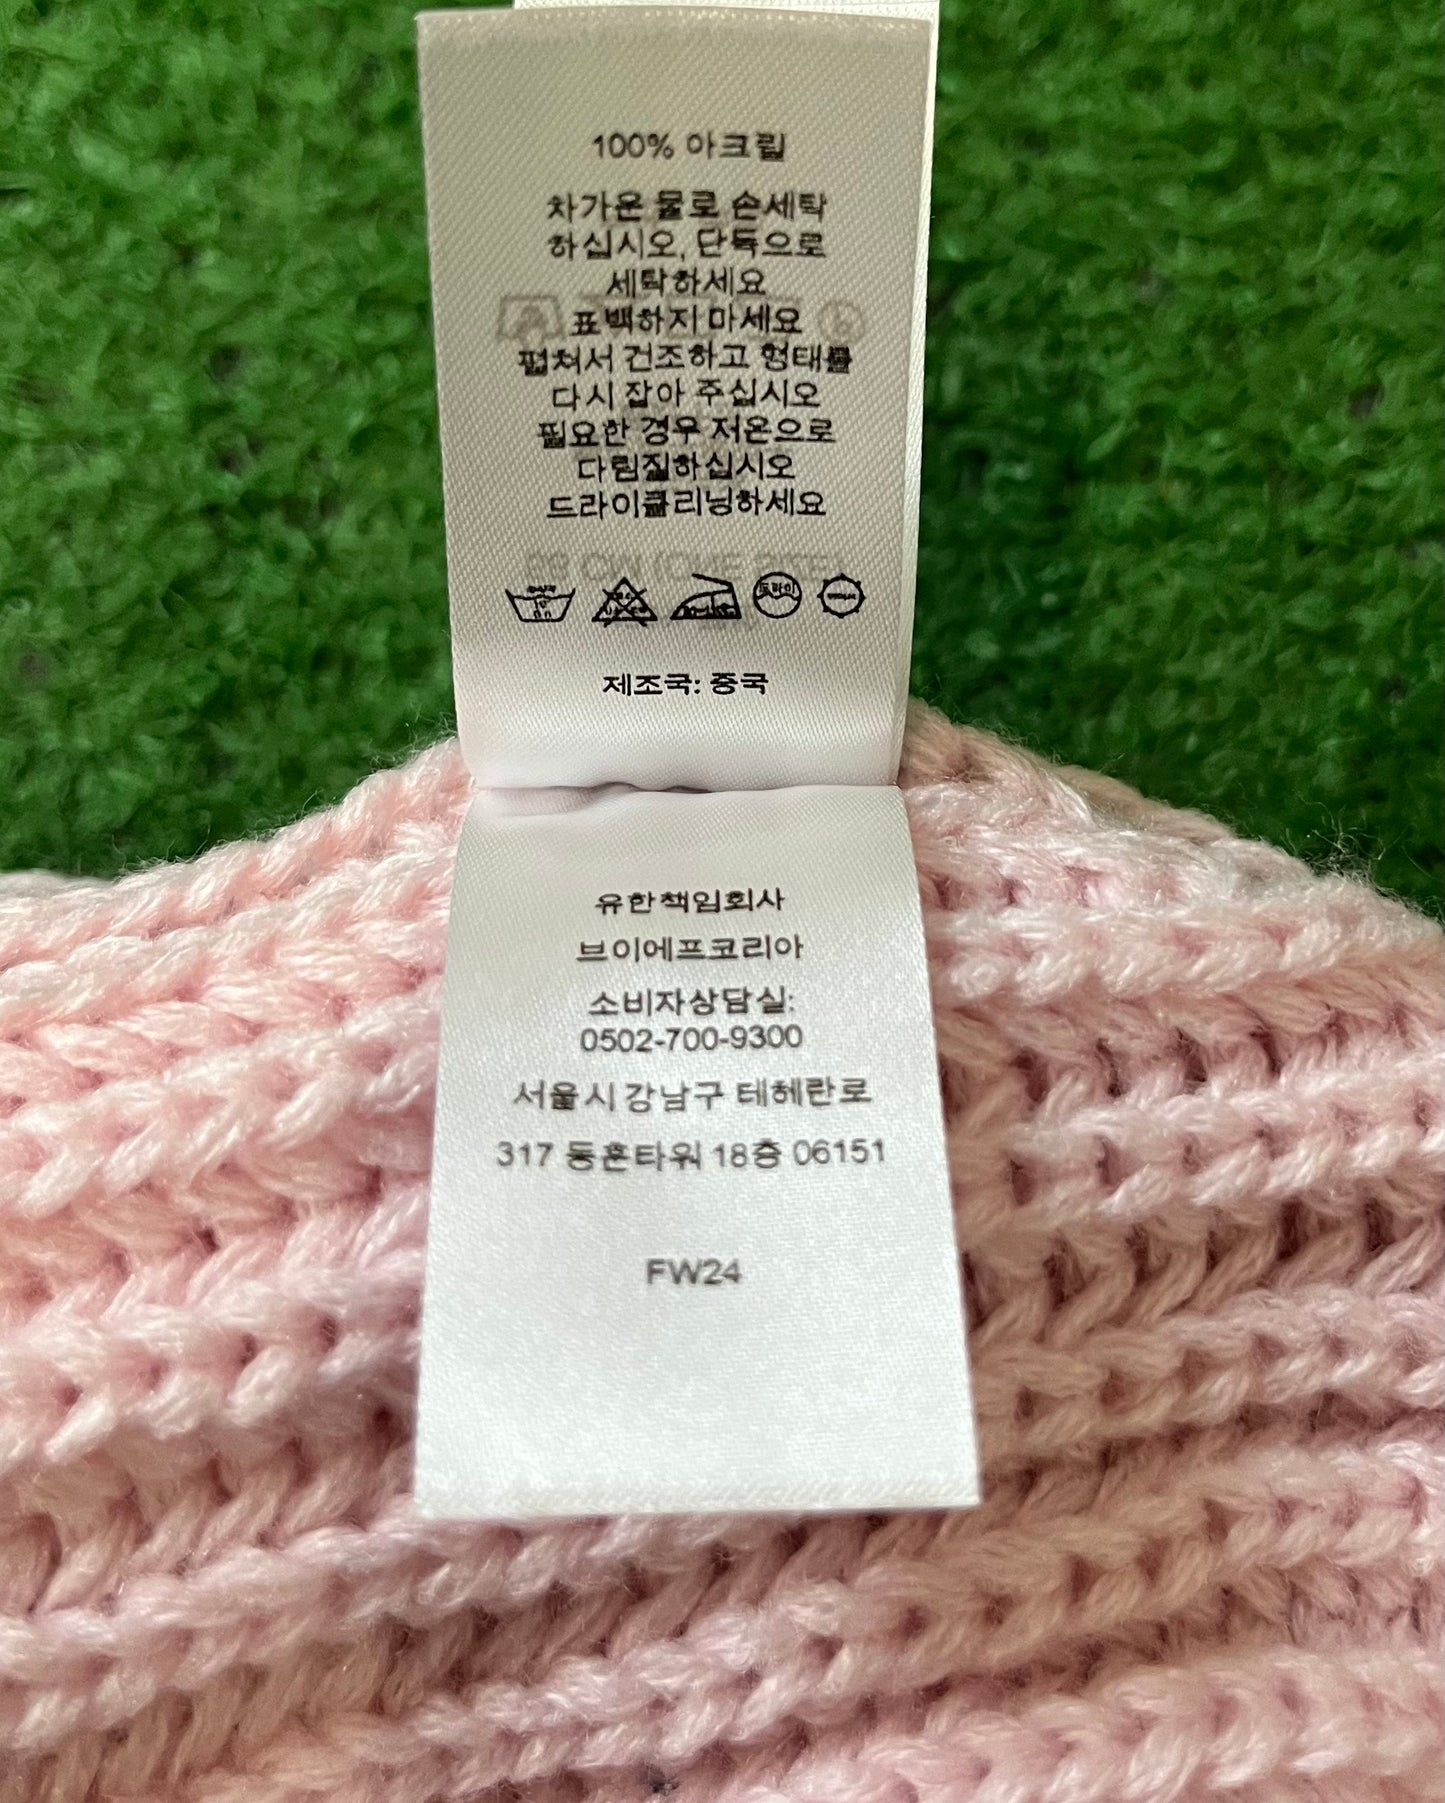 100% 아크릴
차가운 물로 손세탁
하십시오, 단독으로
세탁하세요
표백하지 마세요
펼쳐서 건조하고 형태를
다시 잡아 주십시오
필요한 경우 저온으로
다림질하십시오
드라이클리닝하세요
드라이
제조국: 중국
유한책임회사
브이에프코리아
소비자상담실:
0502-700-9300
서울시 강남구 테헤란로
317 동훈타워 18층 06151
FW24